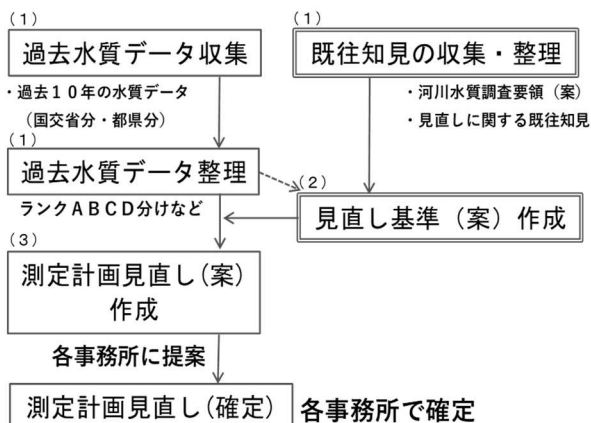 （1）
過去水質データ収集
・過去１０年の水質データ
（国交省分・都県分）
（1）
既往知見の収集・整理
・河川水質調査要領（案）
・見直しに関する既往知見
（1）
過去水質データ整理
ランクＡＢＣＤ分けなど
（2）
見直し基準（案）作成
（3）
測定計画見直し（案）
作成
各事務所に提案
測定計画見直し（確定）
各事務所で確定